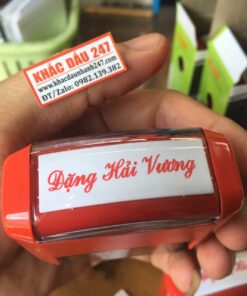 KHẮC DẤU 247
www.khacdaunhanh247.com
ĐT/Zalo: 0982.139.382
Đặng Hải Vương